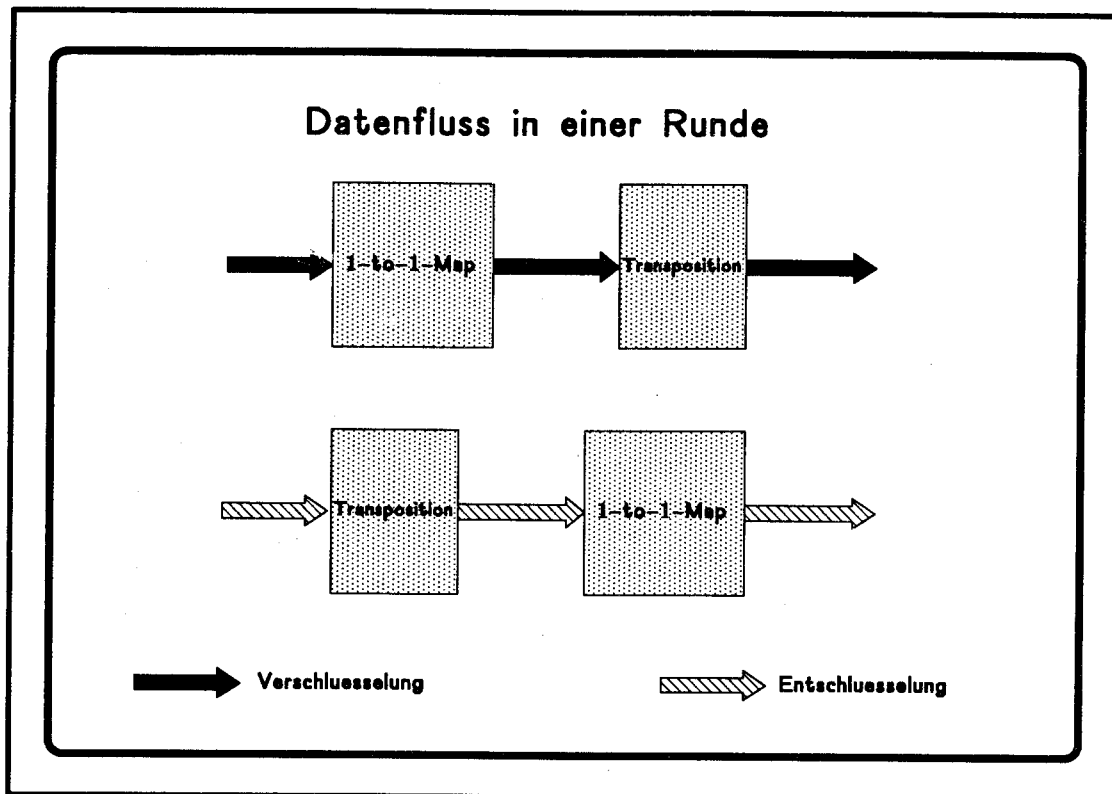 Datenfluss in einer Runde
1-to-1-Map
Transposition
Transposition
1-to-1-Map
Verschluesselung
Entschluesselung